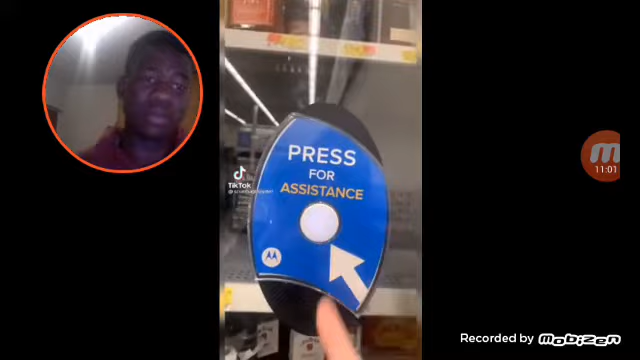 PRESS
FOR
ASSISTANCE
TikTok
11:01
Recorded by MOBIZEN